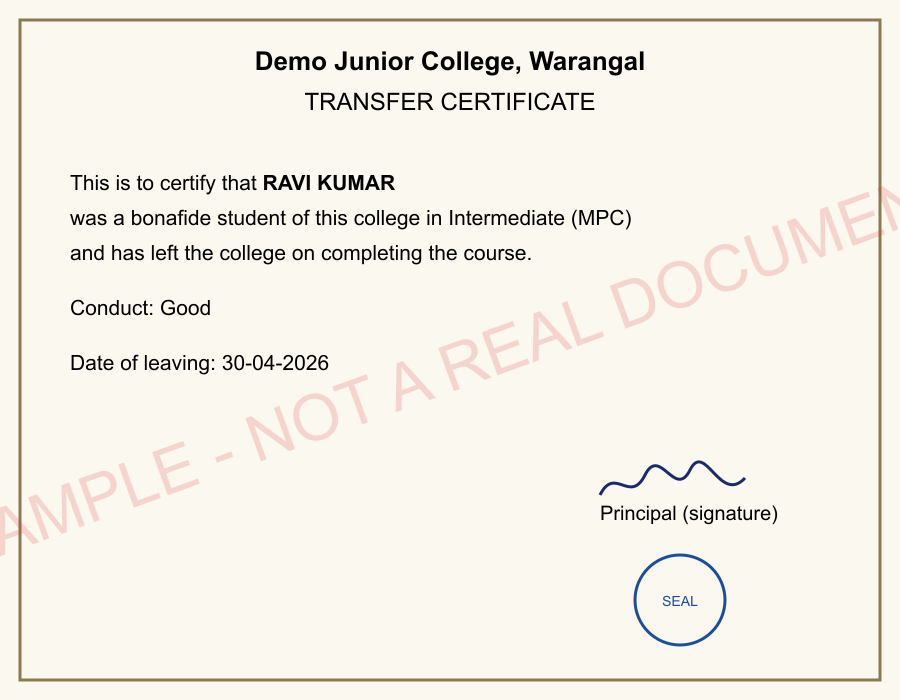 Demo Junior College, Warangal
TRANSFER CERTIFICATE
This is to certify that RAVI KUMAR
was a bonafide student of this college in Intermediate (MPC)
and has left the college on completing the course.
Conduct: Good
Date of leaving: 30-04-2026
AMPLE - NOT A REAL DOCUMEN
Principal (signature)
SEAL